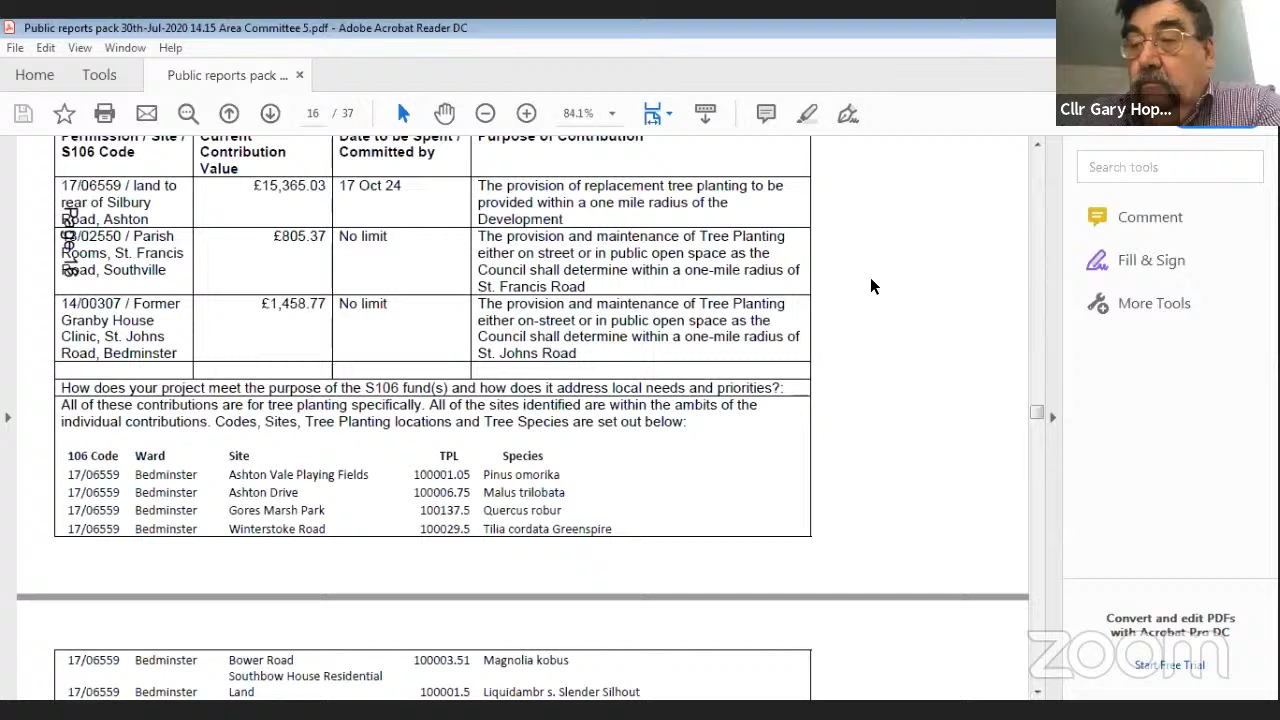 Public reports pack 30th-Jul-2020 14.15 Area Committee 5.pdf - Adobe Acrobat Reader DC
File Edit View Window Help
Home Tools Public reports pack ... ×
16 / 37 84.1%
Cllr Gary Hop...
Search tools
Comment
Fill & Sign
More Tools
Convert and edit PDFs
with Acrobat Pro DC
Start Free Trial
zoom
Permission / Site / Current Date to be Spent / Purpose of Contribution
S106 Code Contribution Committed by
Value
17/06559 / land to £15,365.03 17 Oct 24 The provision of replacement tree planting to be
rear of Silbury provided within a one mile radius of the
Road, Ashton Development
/02550 / Parish £805.37 No limit The provision and maintenance of Tree Planting
Rooms, St. Francis either on street or in public open space as the
Road, Southville Council shall determine within a one-mile radius of
St. Francis Road
14/00307 / Former £1,458.77 No limit The provision and maintenance of Tree Planting
Granby House either on-street or in public open space as the
Clinic, St. Johns Council shall determine within a one-mile radius of
Road, Bedminster St. Johns Road
Page 18
How does your project meet the purpose of the S106 fund(s) and how does it address local needs and priorities?:
All of these contributions are for tree planting specifically. All of the sites identified are within the ambits of the
individual contributions. Codes, Sites, Tree Planting locations and Tree Species are set out below:
106 Code Ward Site TPL Species
17/06559 Bedminster Ashton Vale Playing Fields 100001.05 Pinus omorika
17/06559 Bedminster Ashton Drive 100006.75 Malus trilobata
17/06559 Bedminster Gores Marsh Park 100137.5 Quercus robur
17/06559 Bedminster Winterstoke Road 100029.5 Tilia cordata Greenspire
17/06559 Bedminster Bower Road 100003.51 Magnolia kobus
Southbow House Residential
17/06559 Bedminster Land 100001.5 Liquidambr s. Slender Silhout